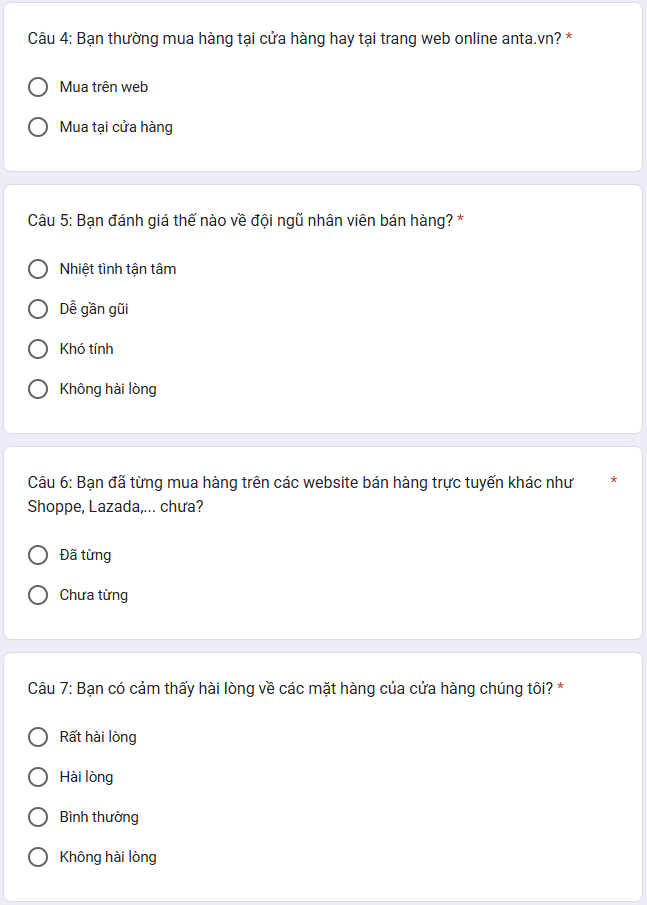 Câu 4: Bạn thường mua hàng tại cửa hàng hay tại trang web online anta.vn? *
Mua trên web
Mua tại cửa hàng
Câu 5: Bạn đánh giá thế nào về đội ngũ nhân viên bán hàng? *
Nhiệt tình tận tâm
Dễ gần gũi
Khó tính
Không hài lòng
Câu 6: Bạn đã từng mua hàng trên các website bán hàng trực tuyến khác như *
Shoppe, Lazada,... chưa?
Đã từng
Chưa từng
Câu 7: Bạn có cảm thấy hài lòng về các mặt hàng của cửa hàng chúng tôi? *
Rất hài lòng
Hài lòng
Bình thường
Không hài lòng